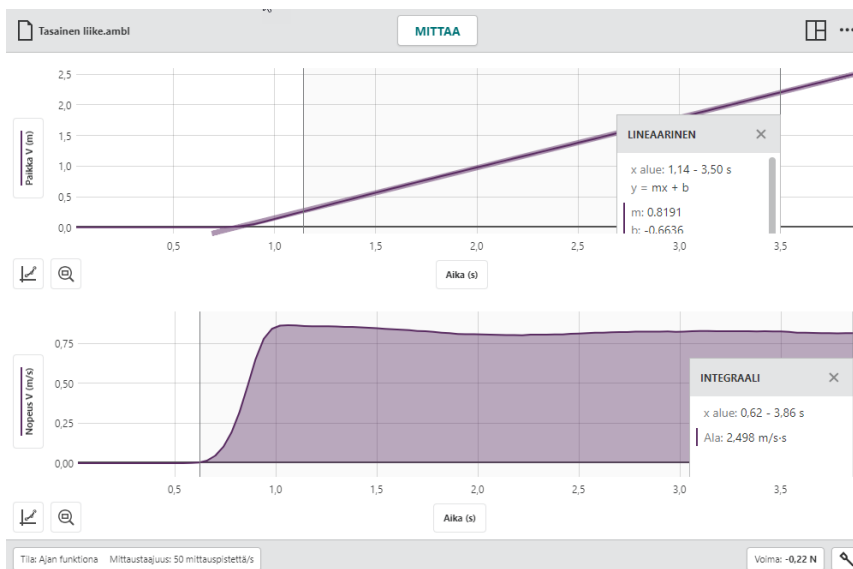 Tasainen liike.ambl
MITTAA
2,5
2,0
1,5
1,0
0,5
0,0
Paikka V (m)
LINEAARINEN
x alue: 1,14 - 3,50 s
y = mx + b
m: 0.8191
b: -0.6636
0,5 1,0 1,5 2,0 2,5 3,0 3,5
Aika (s)
0,75
0,50
0,25
0,00
Nopeus V (m/s)
INTEGRAALI
x alue: 0,62 - 3,86 s
Ala: 2,498 m/s·s
0,5 1,0 1,5 2,0 2,5 3,0 3,5
Aika (s)
Tila: Ajan funktiona Mittaustaajuus: 50 mittauspistettä/s
Voima: -0,22 N